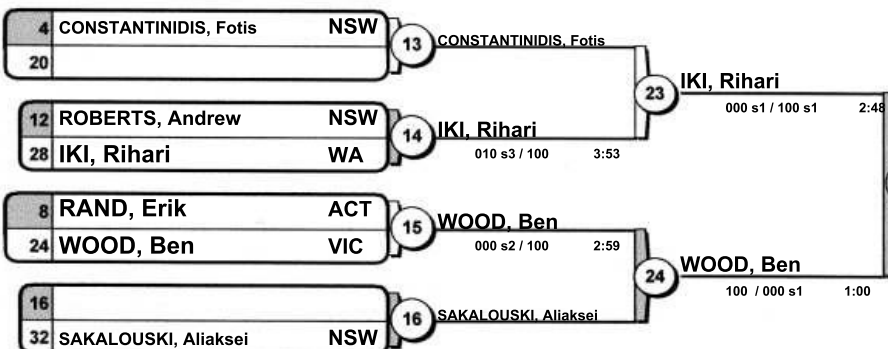 4 CONSTANTINIDIS, Fotis NSW
20
13
CONSTANTINIDIS, Fotis
12 ROBERTS, Andrew NSW
28 IKI, Rihari WA
14
IKI, Rihari
010 s3 / 100 3:53
23
IKI, Rihari
000 s1 / 100 s1 2:48
8 RAND, Erik ACT
24 WOOD, Ben VIC
15
WOOD, Ben
000 s2 / 100 2:59
16
32 SAKALOUSKI, Aliaksei NSW
16
SAKALOUSKI, Aliaksei
24
WOOD, Ben
100 / 000 s1 1:00